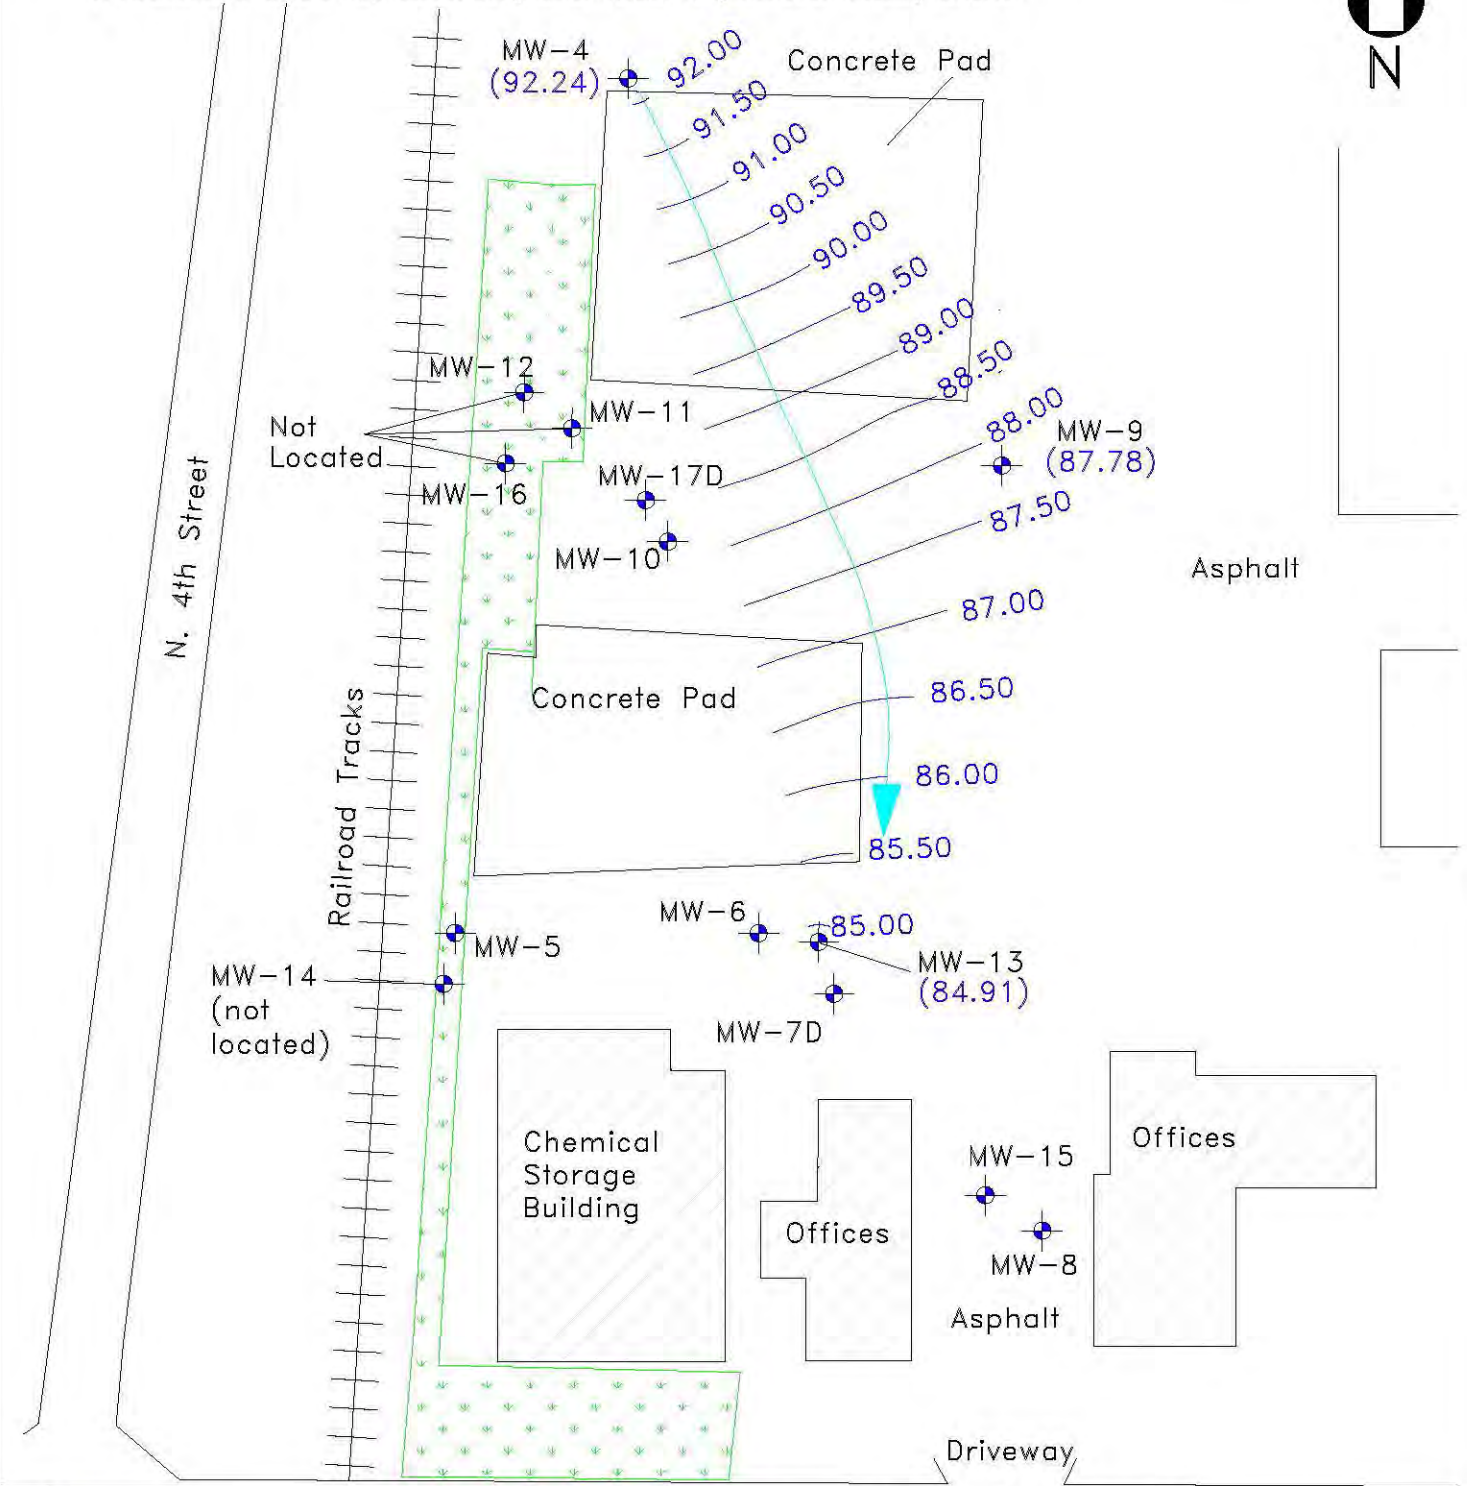 MW-4
(92.24)
92.00
Concrete Pad
N
91.50
91.00
90.50
90.00
89.50
89.00
88.50
88.00
MW-12
MW-11
Not
Located
MW-9
(87.78)
MW-17D
MW-16
87.50
MW-10
Asphalt
N. 4th Street
87.00
Concrete Pad
86.50
86.00
Railroad Tracks
85.50
MW-6
85.00
MW-5
MW-13
(84.91)
MW-14
(not
located)
MW-7D
Chemical
Storage
Building
Offices
MW-15
Offices
MW-8
Asphalt
Driveway